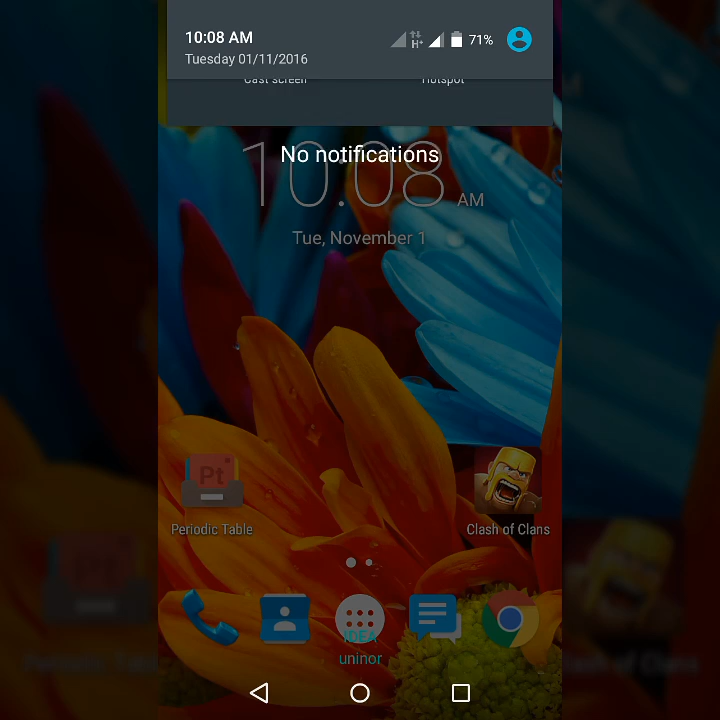 10:08 AM
H+
71%
Tuesday 01/11/2016
Cast screen
Hotspot
No notifications
10:08 AM
Tue, November 1
Pt
Periodic Table
Clash of Clans
IDEA
uninor